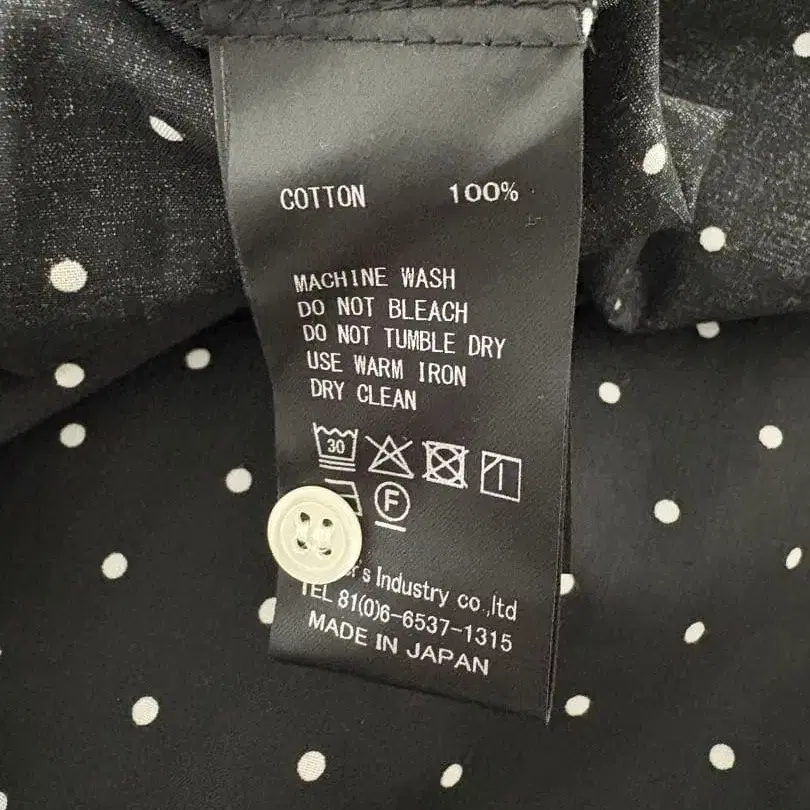 COTTON 100%
MACHINE WASH
DO NOT BLEACH
DO NOT TUMBLE DRY
USE WARM IRON
DRY CLEAN
30
F
Industry co.,ltd
TEL 81(0)6-6537-1315
MADE IN JAPAN